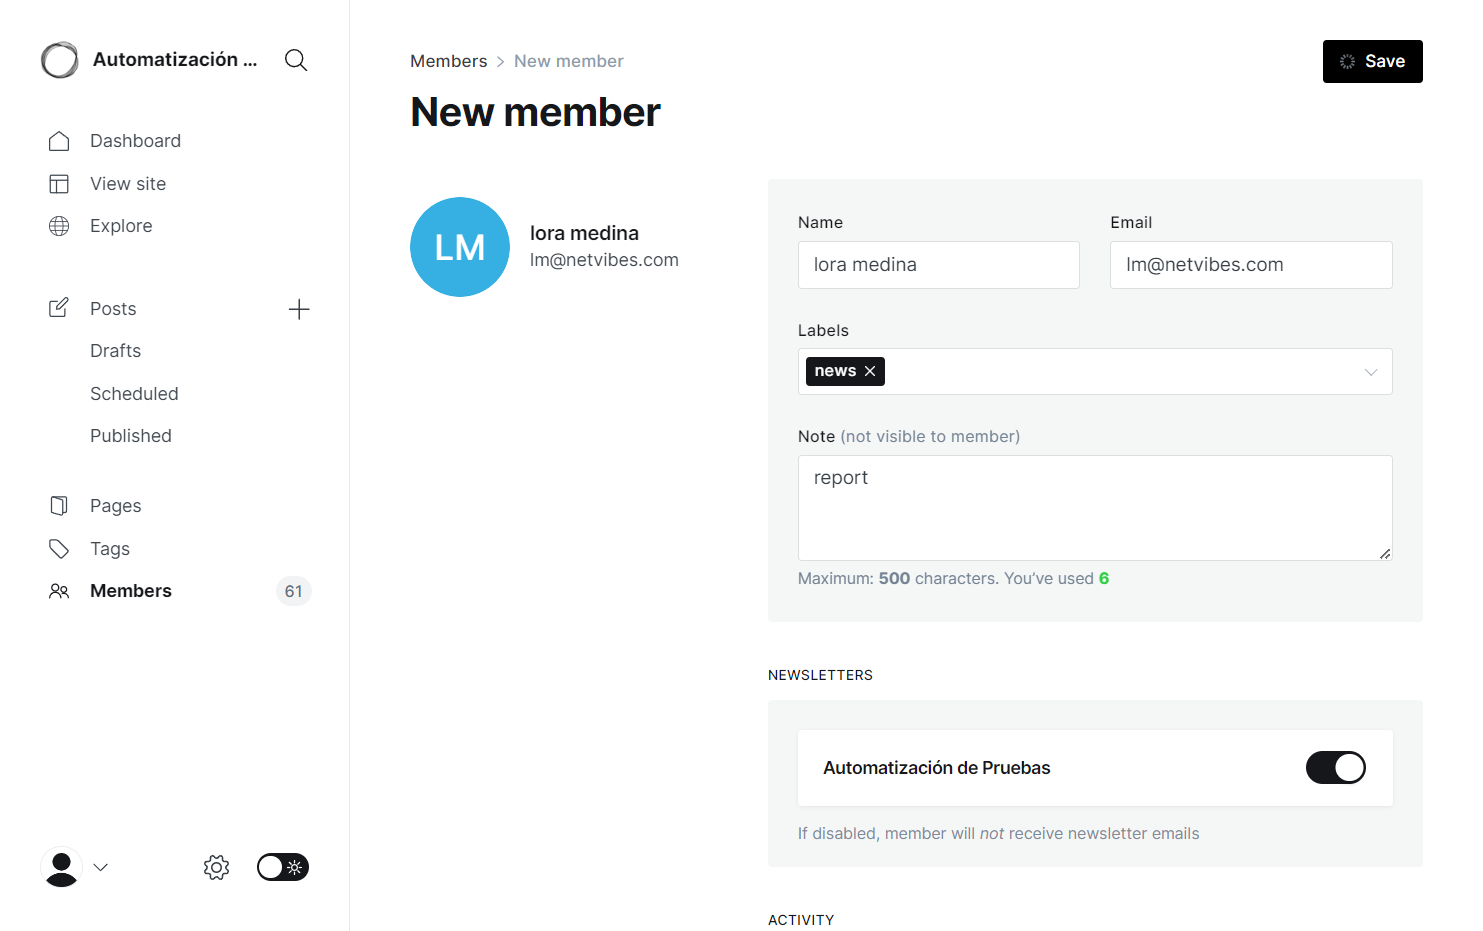 Automatización ...
Dashboard
View site
Explore
Posts
Drafts
Scheduled
Published
Pages
Tags
Members 61
Members > New member
Save
New member
LM
lora medina
lm@netvibes.com
Name Email
lora medina lm@netvibes.com
Labels
news
Note (not visible to member)
report
Maximum: 500 characters. You’ve used 6
NEWSLETTERS
Automatización de Pruebas
If disabled, member will not receive newsletter emails
ACTIVITY